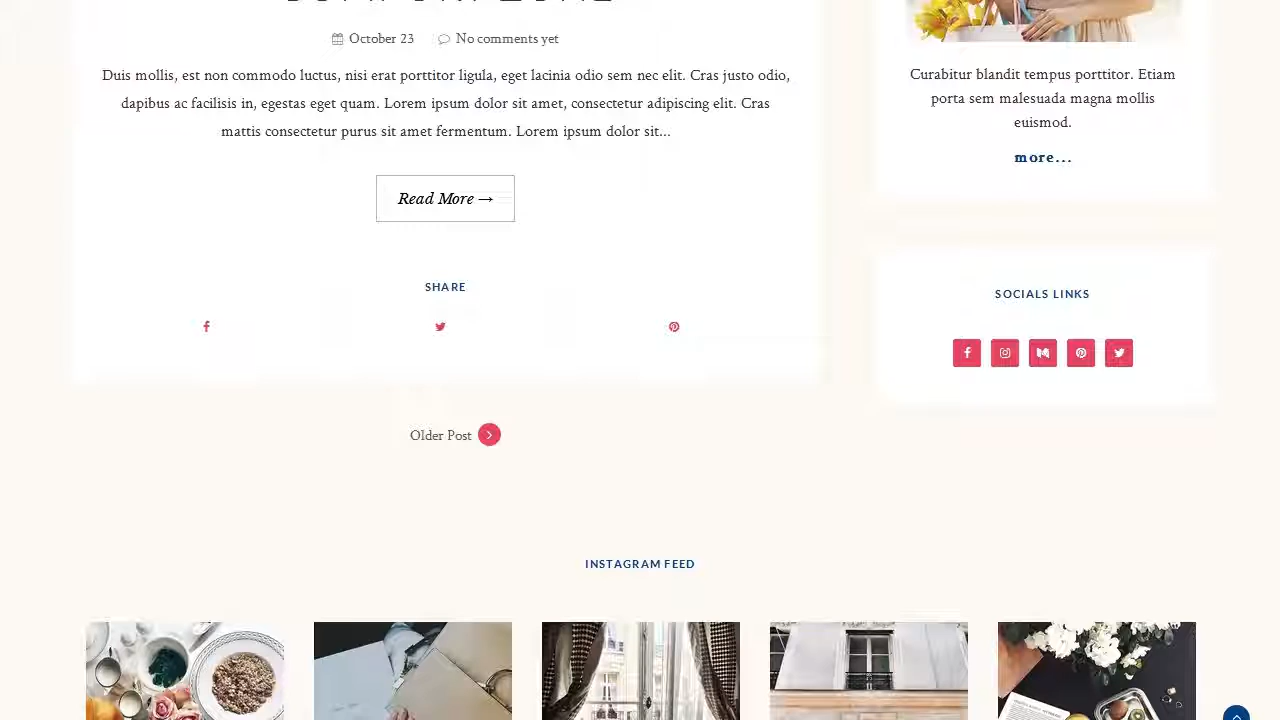 October 23 No comments yet
Duis mollis, est non commodo luctus, nisi erat porttitor ligula, eget lacinia odio sem nec elit. Cras justo odio,
dapibus ac facilisis in, egestas eget quam. Lorem ipsum dolor sit amet, consectetur adipiscing elit. Cras
mattis consectetur purus sit amet fermentum. Lorem ipsum dolor sit...
Read More →
SHARE
Older Post
Curabitur blandit tempus porttitor. Etiam
porta sem malesuada magna mollis
euismod.
more...
SOCIALS LINKS
INSTAGRAM FEED